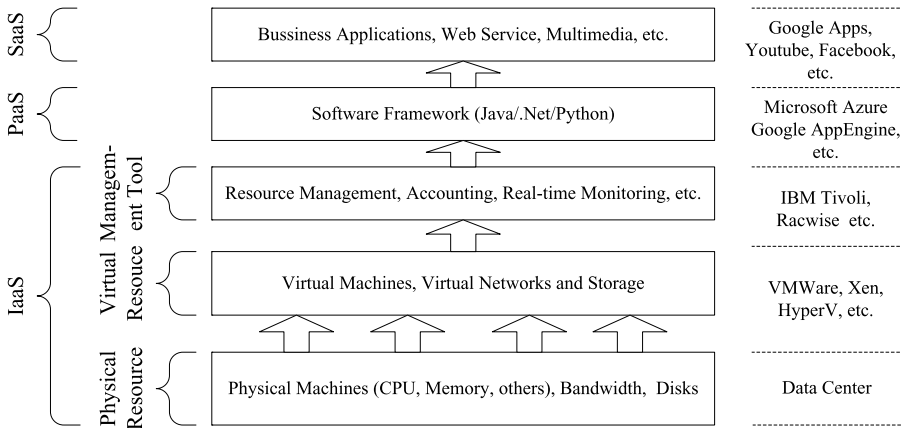 SaaS
Bussiness Applications, Web Service, Multimedia, etc.
Google Apps,
Youtube, Facebook,
etc.
PaaS
Software Framework (Java/.Net/Python)
Microsoft Azure
Google AppEngine,
etc.
IaaS
Virtual Managem-
ent Tool
Resource Management, Accounting, Real-time Monitoring, etc.
IBM Tivoli,
Racwise etc.
Virtual
Resouce
Virtual Machines, Virtual Networks and Storage
VMWare, Xen,
HyperV, etc.
Physical
Resource
Physical Machines (CPU, Memory, others), Bandwidth, Disks
Data Center